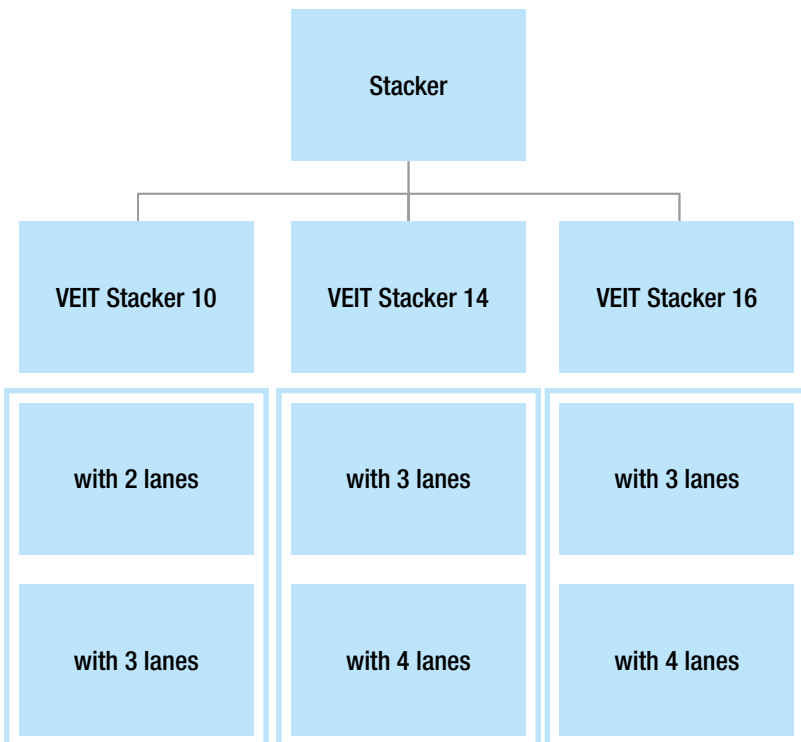 Stacker
VEIT Stacker 10
VEIT Stacker 14
VEIT Stacker 16
with 2 lanes
with 3 lanes
with 3 lanes
with 3 lanes
with 4 lanes
with 4 lanes